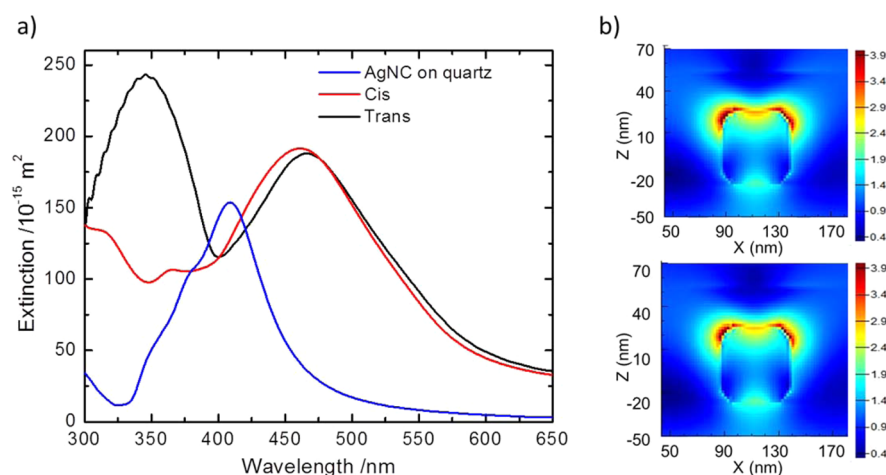 a)
250
200
150
100
50
0
Extinction /10⁻¹⁵ m²
AgNC on quartz
Cis
Trans
300 350 400 450 500 550 600 650
Wavelength /nm
b)
70
40
10
-20
-50
Z (nm)
50 90 130 170
X (nm)
3.9
3.4
2.9
2.4
1.9
1.4
0.9
0.4
70
40
10
-20
-50
Z (nm)
50 90 130 170
X (nm)
3.9
3.4
2.9
2.4
1.9
1.4
0.9
0.4